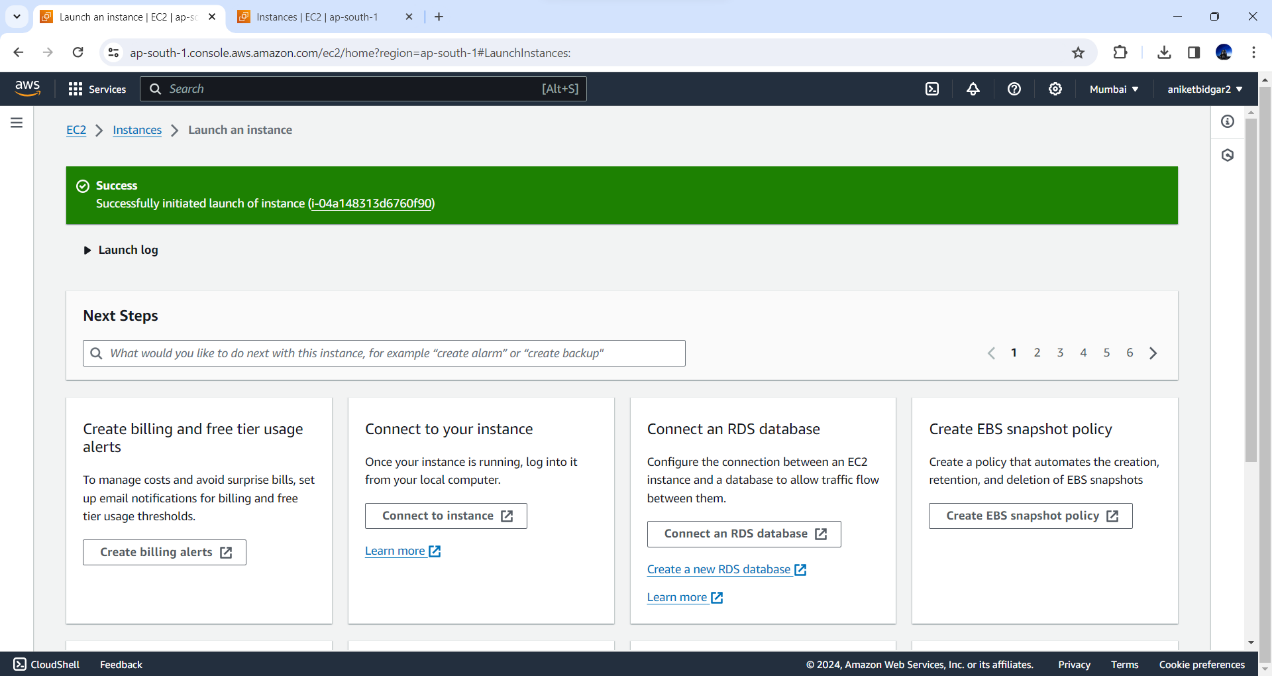 Launch an instance | EC2 | ap-sc
Instances | EC2 | ap-south-1
ap-south-1.console.aws.amazon.com/ec2/home?region=ap-south-1#LaunchInstances:
aws
Services
Search
[Alt+S]
Mumbai
aniketbidgar2
EC2
Instances
Launch an instance
Success
Successfully initiated launch of instance (i-04a148313d6760f90)
Launch log
Next Steps
What would you like to do next with this instance, for example "create alarm" or "create backup"
1 2 3 4 5 6
Create billing and free tier usage
alerts
To manage costs and avoid surprise bills, set
up email notifications for billing and free
tier usage thresholds.
Create billing alerts
Connect to your instance
Once your instance is running, log into it
from your local computer.
Connect to instance
Learn more
Connect an RDS database
Configure the connection between an EC2
instance and a database to allow traffic flow
between them.
Connect an RDS database
Create a new RDS database
Learn more
Create EBS snapshot policy
Create a policy that automates the creation,
retention, and deletion of EBS snapshots
Create EBS snapshot policy
CloudShell
Feedback
© 2024, Amazon Web Services, Inc. or its affiliates.
Privacy
Terms
Cookie preferences